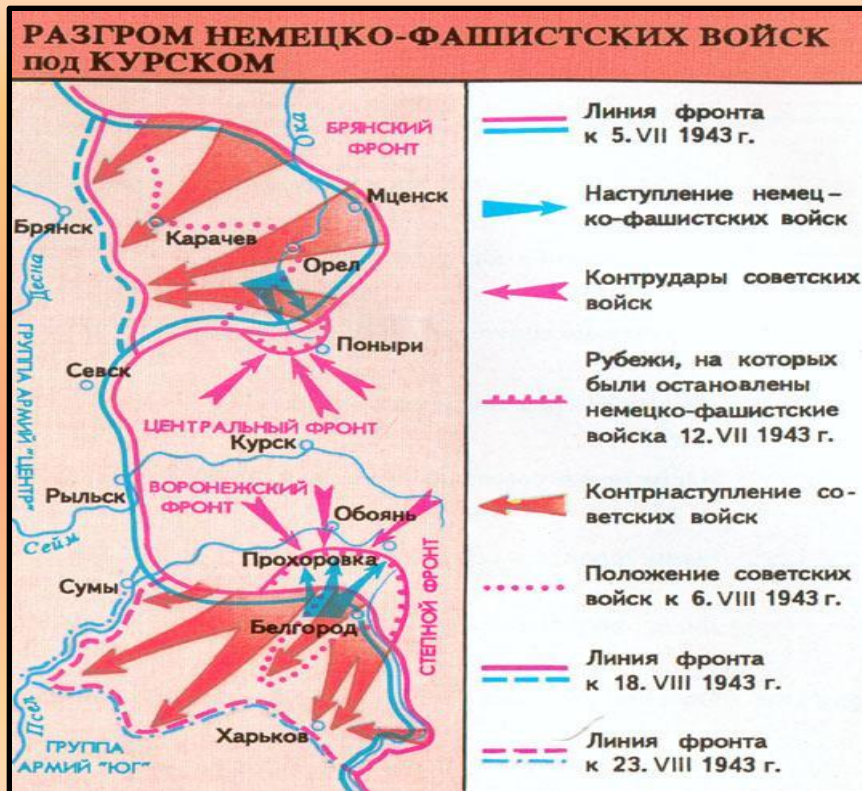 РАЗГРОМ НЕМЕЦКО-ФАШИСТСКИХ ВОЙСК
под КУРСКОМ
Ока
БРЯНСКИЙ
ФРОНТ
Мценск
Брянск
Карачев
Орел
Десна
Поныри
ГРУППА АРМИЙ "ЦЕНТР"
Севск
ЦЕНТРАЛЬНЫЙ ФРОНТ
Курск
ВОРОНЕЖСКИЙ
ФРОНТ
Рыльск
Обоянь
Сейм
Прохоровка
Сумы
СТЕПНОЙ ФРОНТ
Белгород
Псел
Харьков
ГРУППА
АРМИЙ "ЮГ"
Линия фронта
к 5. VII 1943 г.
Наступление немец-
ко-фашистских войск
Контрудары советских
войск
Рубежи, на которых
были остановлены
немецко-фашистские
войска 12. VII 1943 г.
Контрнаступление со-
ветских войск
Положение советских
войск к 6. VIII 1943 г.
Линия фронта
к 18. VIII 1943 г.
Линия фронта
к 23. VIII 1943 г.